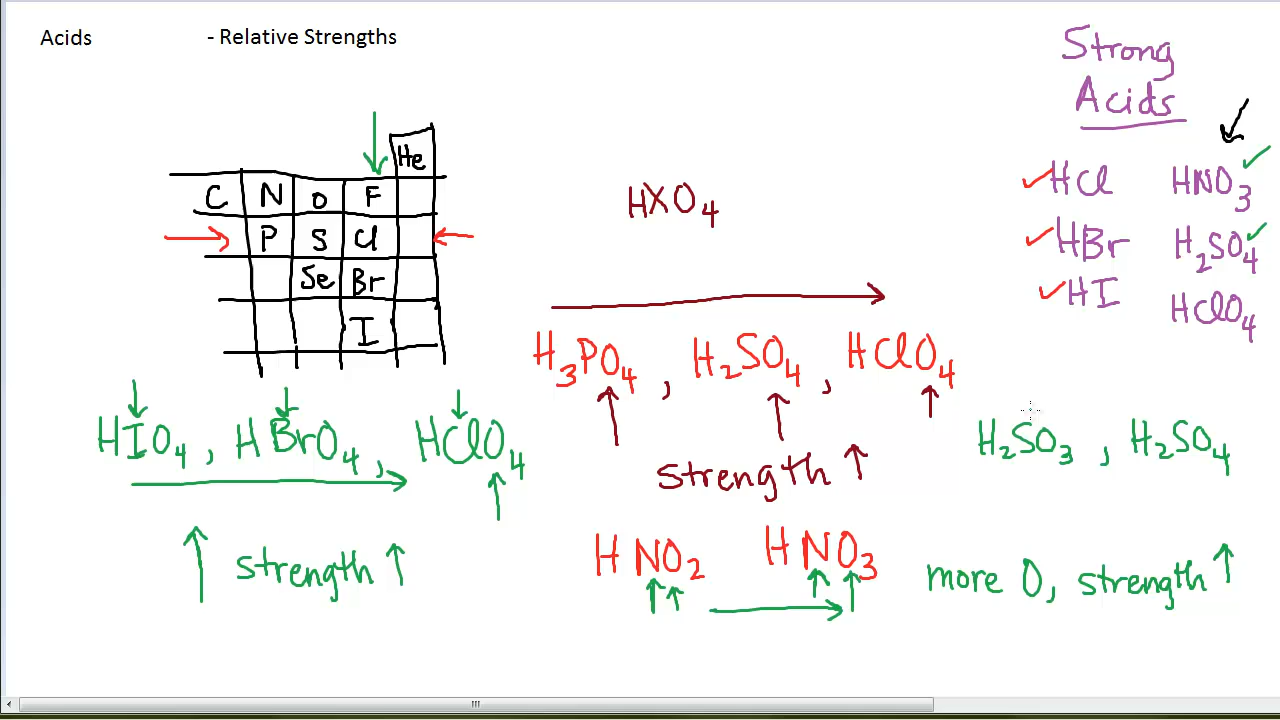 Acids - Relative Strengths
Strong
Acids
He
C N O F
P S Cl
Se Br
I
HXO4
HCl HNO3
HBr H2SO4
HI HClO4
H3PO4 , H2SO4 , HClO4
HIO4 , HBrO4 , HClO4
H2SO3 , H2SO4
strength ↑
HNO2 HNO3
↑ strength ↑
more O, strength ↑